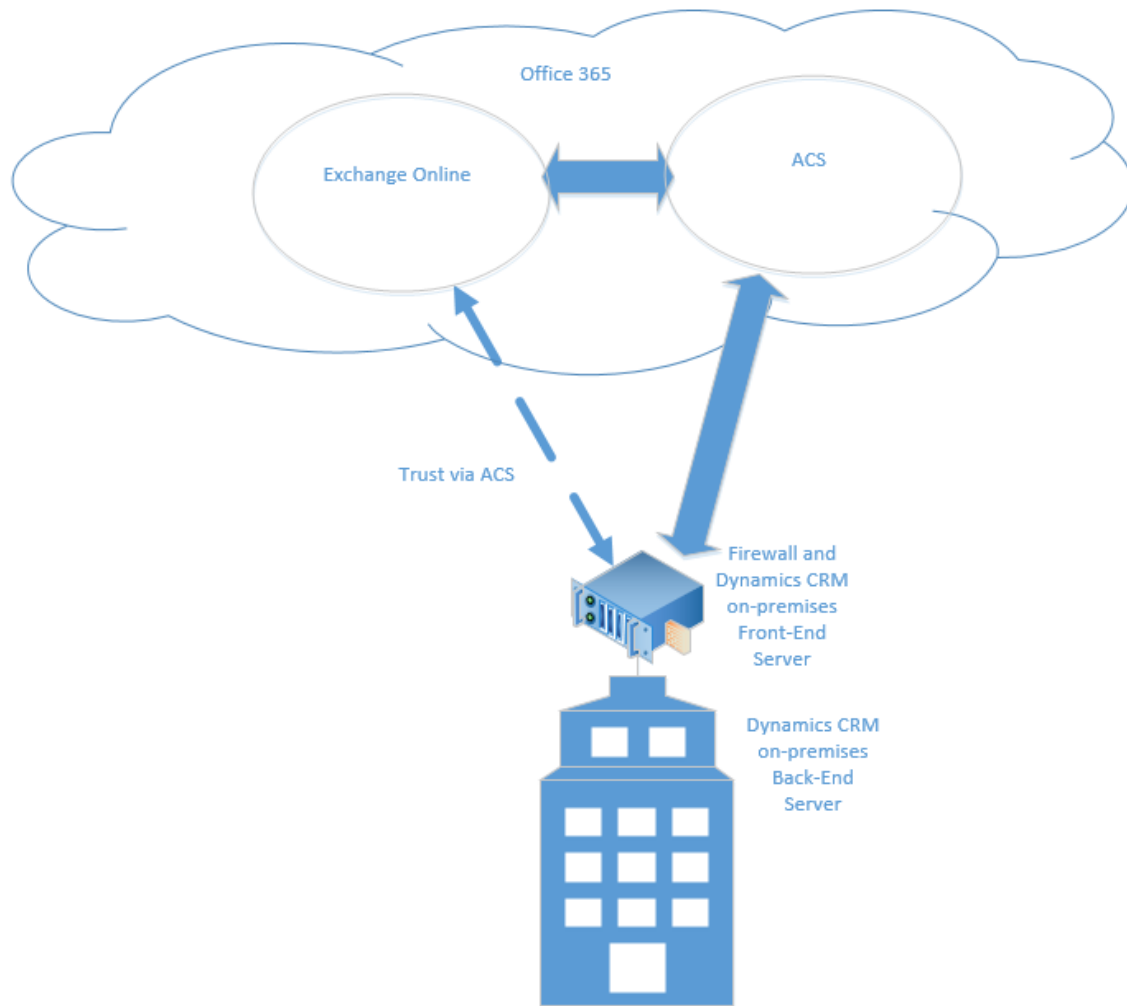 Office 365
Exchange Online
ACS
Trust via ACS
Firewall and
Dynamics CRM
on-premises
Front-End
Server
Dynamics CRM
on-premises
Back-End
Server